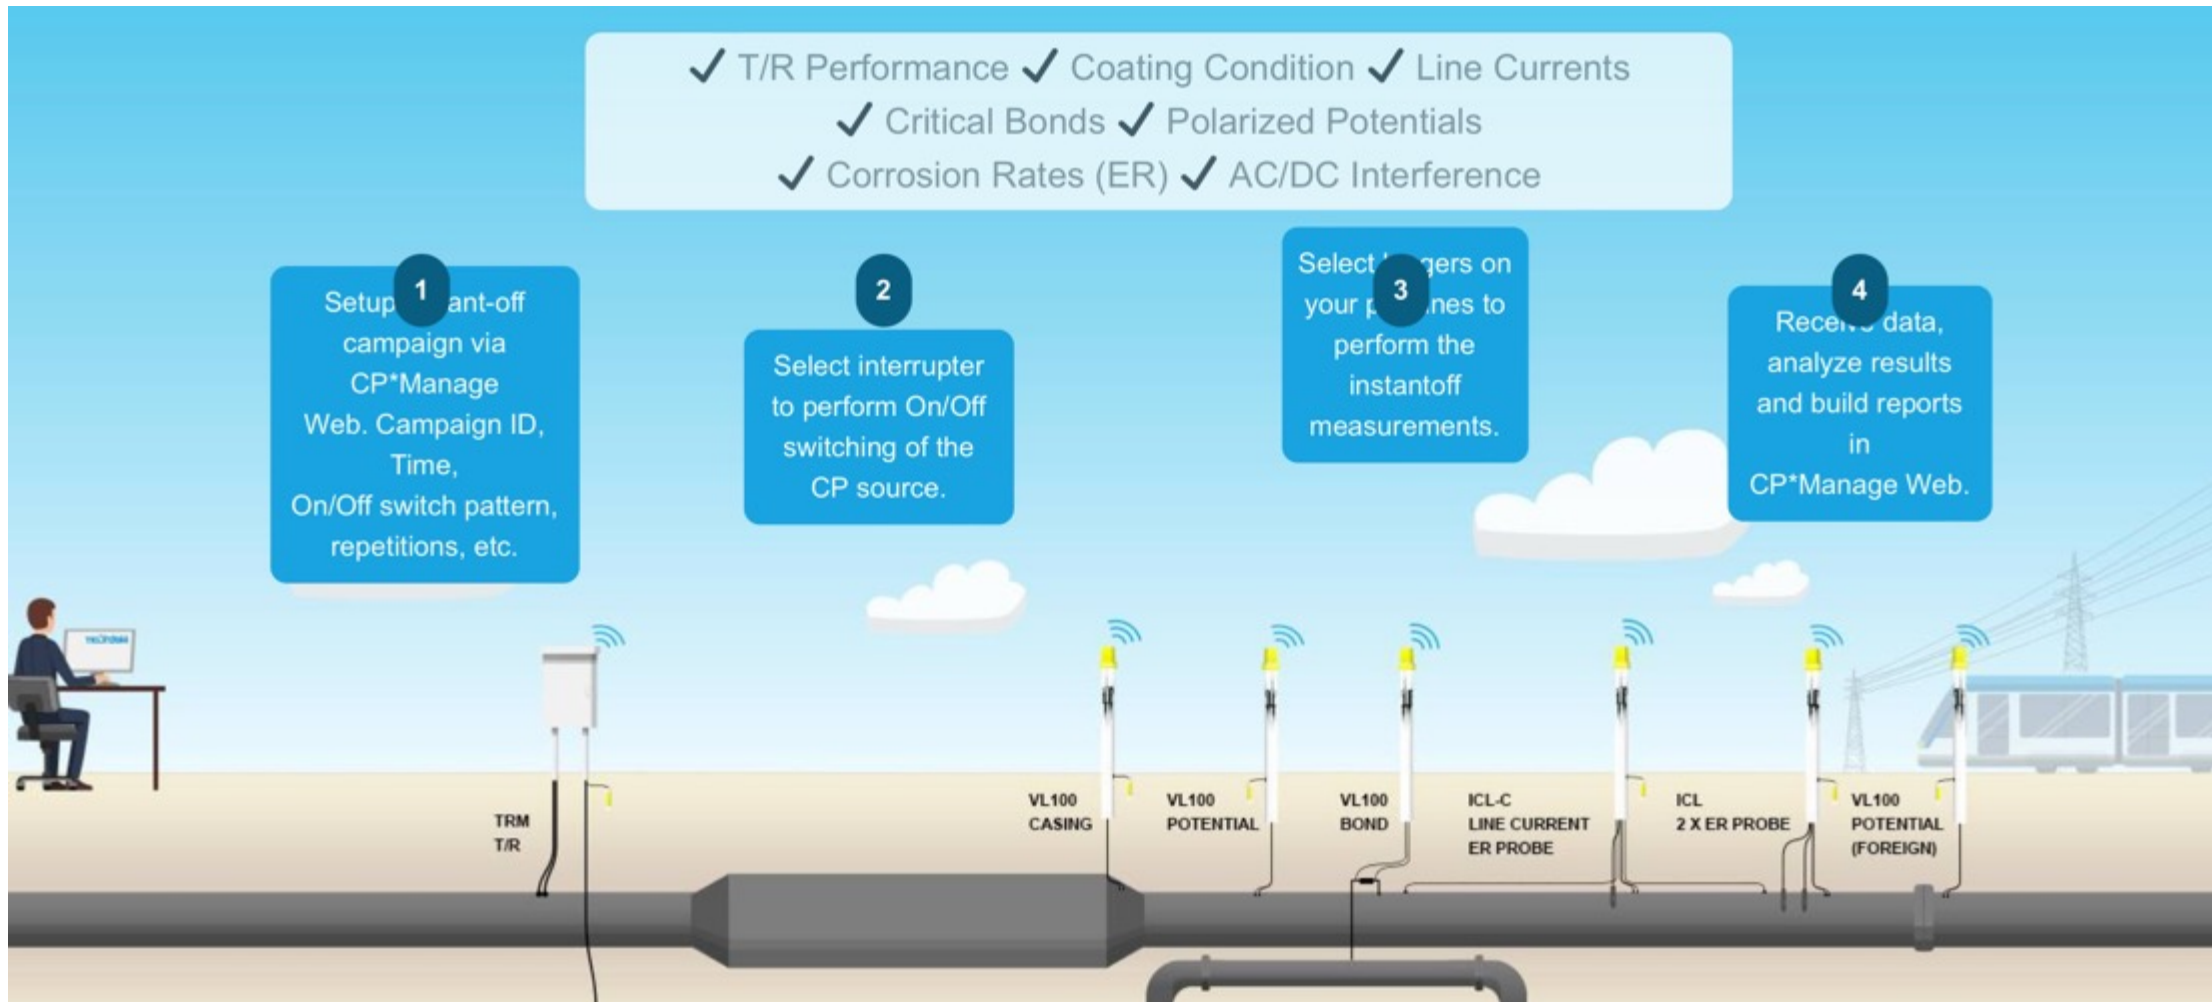 ✓ T/R Performance ✓ Coating Condition ✓ Line Currents
✓ Critical Bonds ✓ Polarized Potentials
✓ Corrosion Rates (ER) ✓ AC/DC Interference
1
Setup ant-off
campaign via
CP*Manage
Web. Campaign ID,
Time,
On/Off switch pattern,
repetitions, etc.
2
Select interrupter
to perform On/Off
switching of the
CP source.
3
Select gers on
your p nes to
perform the
instantoff
measurements.
4
Receive data,
analyze results
and build reports
in
CP*Manage Web.
TRM
T/R
VL100
CASING
VL100
POTENTIAL
VL100
BOND
ICL-C
LINE CURRENT
ER PROBE
ICL
2 X ER PROBE
VL100
POTENTIAL
(FOREIGN)